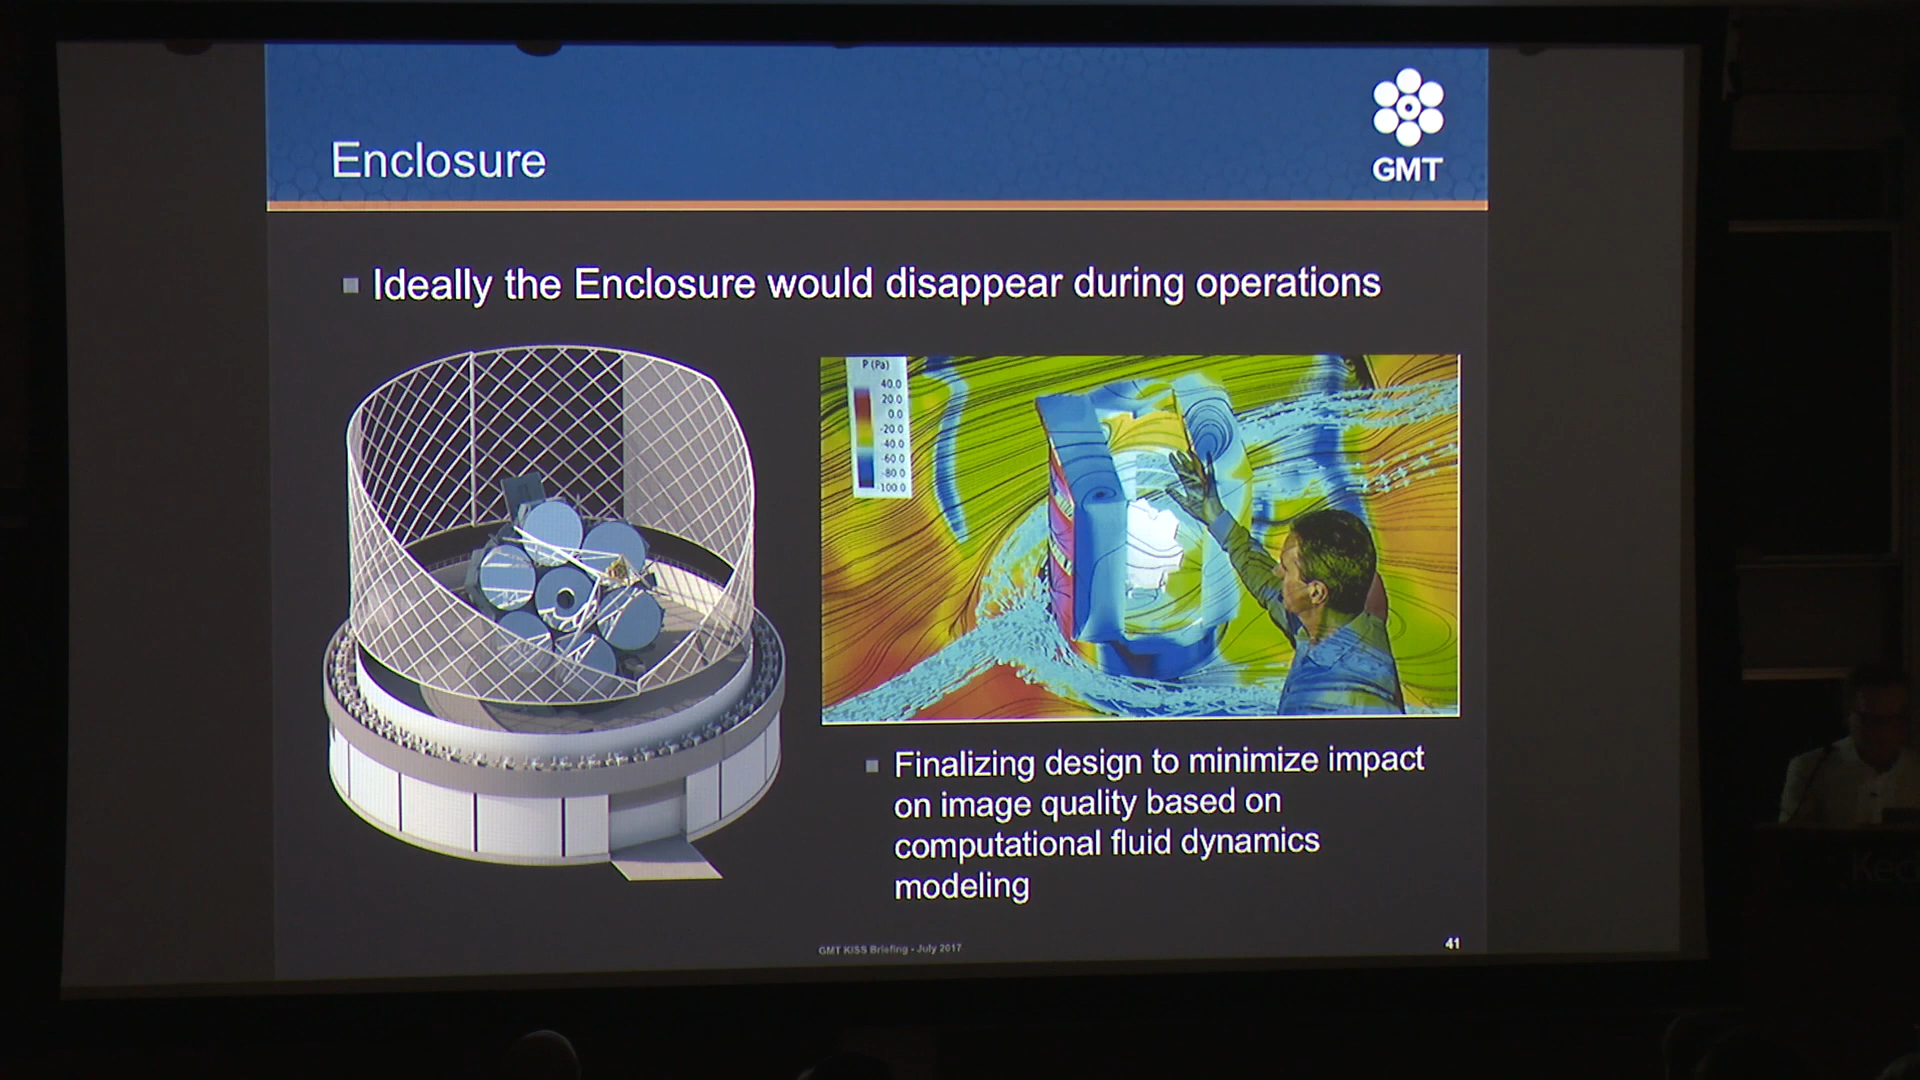 Enclosure
GMT
Ideally the Enclosure would disappear during operations
P (Pa)
40.0
20.0
0.0
-20.0
-40.0
-60.0
-80.0
-100.0
Finalizing design to minimize impact
on image quality based on
computational fluid dynamics
modeling
GMT KISS Briefing - July 2017
41